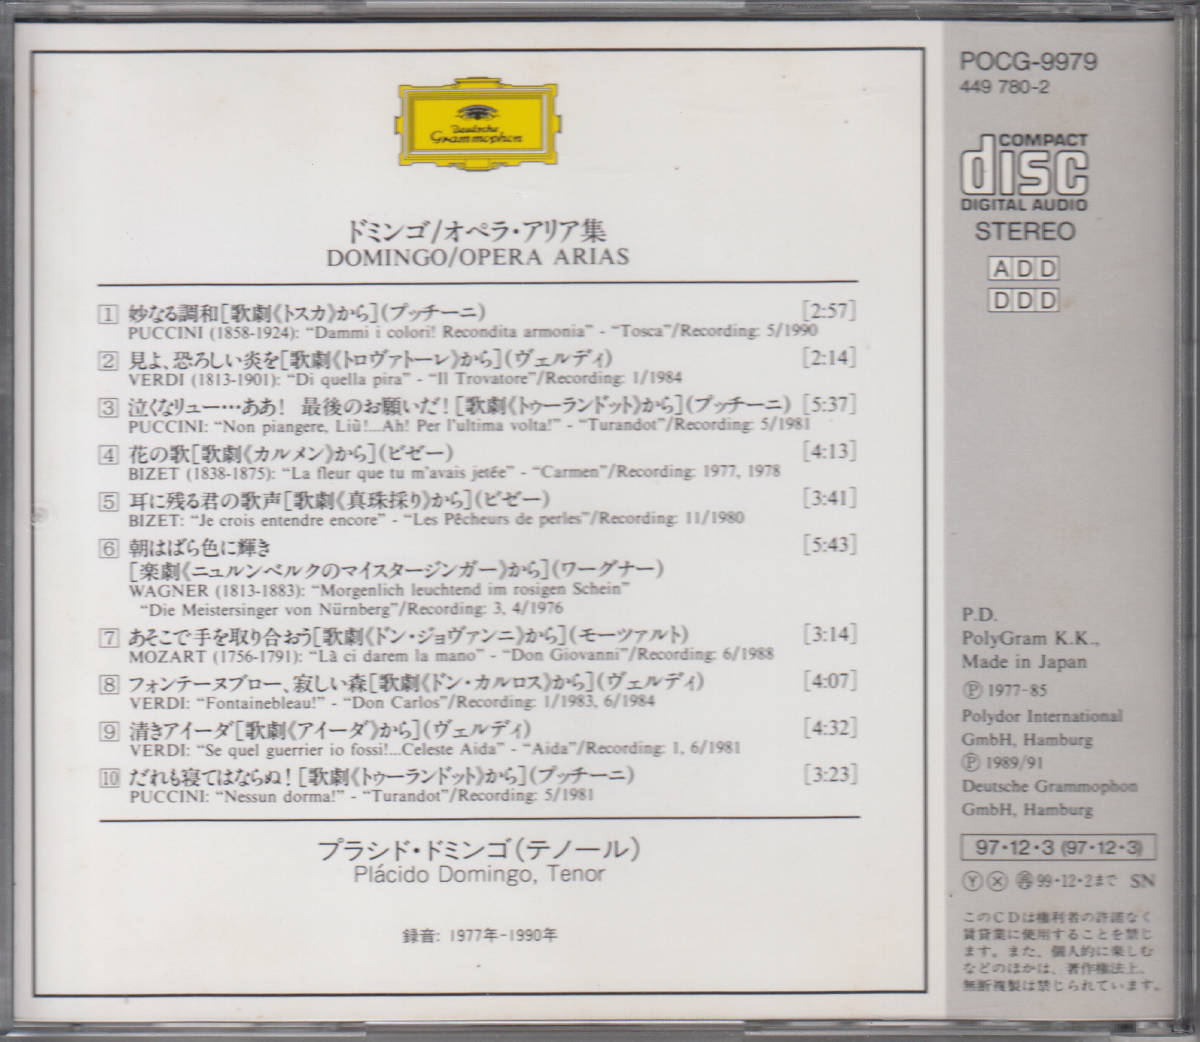 Deutsche
Grammophon
ドミンゴ/オペラ・アリア集
DOMINGO/OPERA ARIAS
1 妙なる調和[歌劇《トスカ》から](プッチーニ) [2:57]
PUCCINI (1858-1924): “Dammi i colori! Recondita armonia” - “Tosca”/Recording: 5/1990
2 見よ、恐ろしい炎を[歌劇《トロヴァトーレ》から](ヴェルディ) [2:14]
VERDI (1813-1901): “Di quella pira” - “Il Trovatore”/Recording: 1/1984
3 泣くなリュー…ああ! 最後のお願いだ![歌劇《トゥーランドット》から](プッチーニ) [5:37]
PUCCINI: “Non piangere, Liù!...Ah! Per l'ultima volta!” - “Turandot”/Recording: 5/1981
4 花の歌[歌劇《カルメン》から](ビゼー) [4:13]
BIZET (1838-1875): “La fleur que tu m'avais jetée” - “Carmen”/Recording: 1977, 1978
5 耳に残る君の歌声[歌劇《真珠採り》から](ビゼー) [3:41]
BIZET: “Je crois entendre encore” - “Les Pêcheurs de perles”/Recording: 11/1980
6 朝はばら色に輝き [5:43]
[楽劇《ニュルンベルクのマイスタージンガー》から](ワーグナー)
WAGNER (1813-1883): “Morgenlich leuchtend im rosigen Schein”
“Die Meistersinger von Nürnberg”/Recording: 3, 4/1976
7 あそこで手を取り合おう[歌劇《ドン・ジョヴァンニ》から](モーツァルト) [3:14]
MOZART (1756-1791): “Là ci darem la mano” - “Don Giovanni”/Recording: 6/1988
8 フォンテーヌブロー、寂しい森[歌劇《ドン・カルロス》から](ヴェルディ) [4:07]
VERDI: “Fontainebleau!” - “Don Carlos”/Recording: 1/1983, 6/1984
9 清きアイーダ[歌劇《アイーダ》から](ヴェルディ) [4:32]
VERDI: “Se quel guerrier io fossi!...Celeste Aida” - “Aida”/Recording: 1, 6/1981
10 だれも寝てはならぬ![歌劇《トゥーランドット》から](プッチーニ) [3:23]
PUCCINI: “Nessun dorma!” - “Turandot”/Recording: 5/1981
プラシド・ドミンゴ(テノール)
Plácido Domingo, Tenor
録音: 1977年-1990年
POCG-9979
449 780-2
COMPACT
disc
DIGITAL AUDIO
STEREO
ADD
DDD
P.D.
PolyGram K.K.,
Made in Japan
Ⓟ 1977-85
Polydor International
GmbH, Hamburg
Ⓟ 1989/91
Deutsche Grammophon
GmbH, Hamburg
97・12・3 (97・12・3)
Ⓨ Ⓧ 99・12・2まで SN
このCDは権利者の許諾なく
賃貸業に使用することを禁じ
ます。また、個人的に楽しむ
などのほかは、著作権法上、
無断複製は禁じられています。